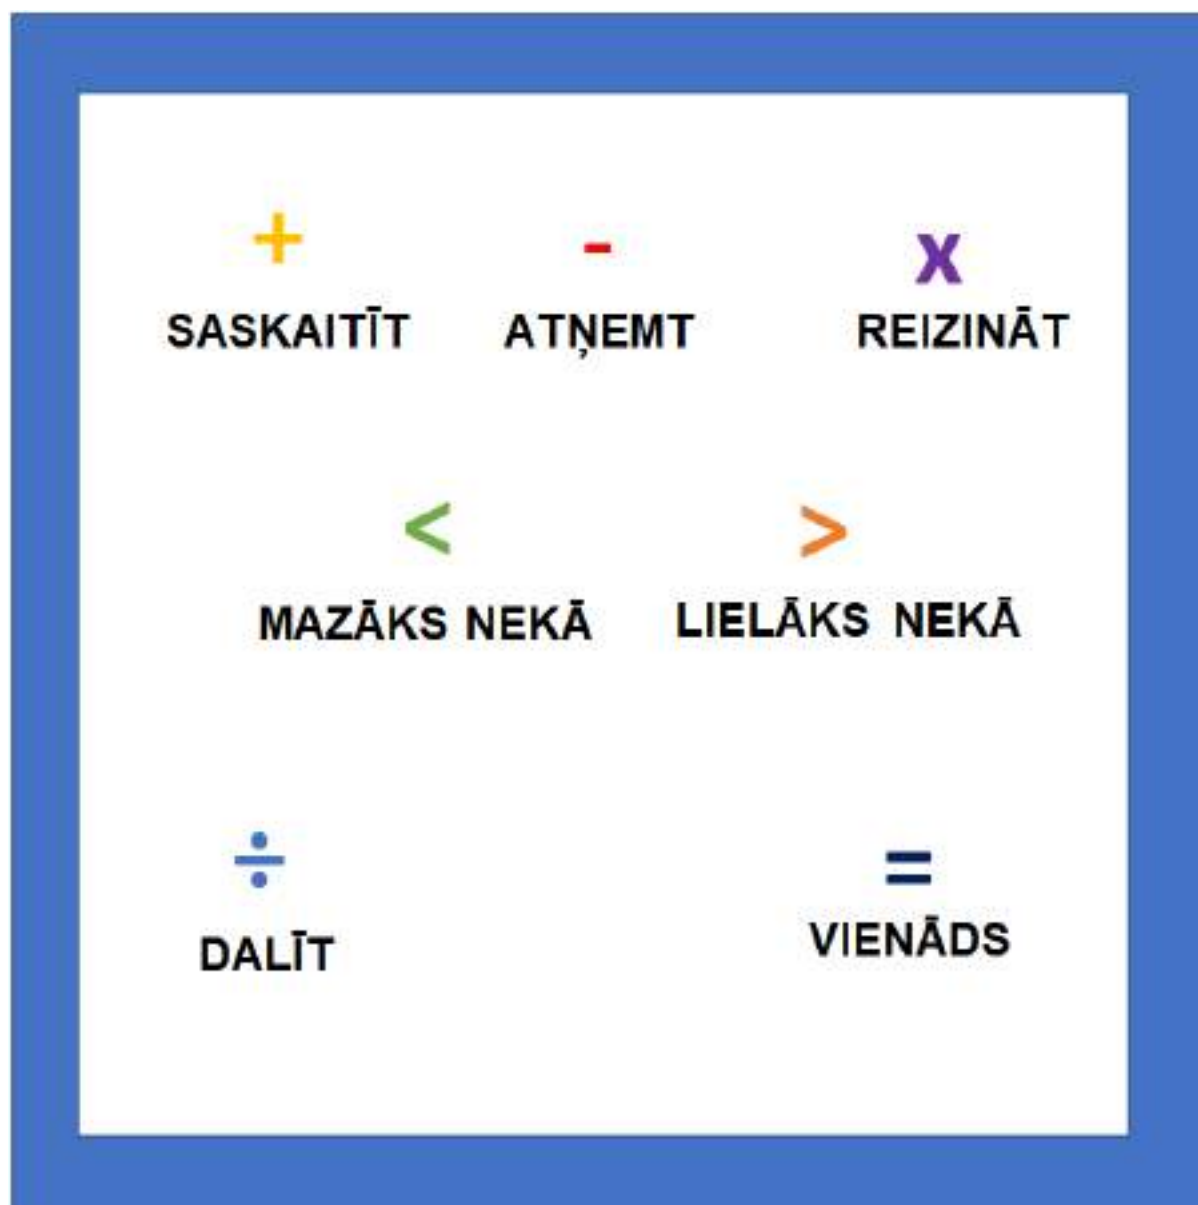 + - x
SASKAITĪT ATŅEMT REIZINĀT
< >
MAZĀKS NEKĀ LIELĀKS NEKĀ
÷ =
DALĪT VIENĀDS